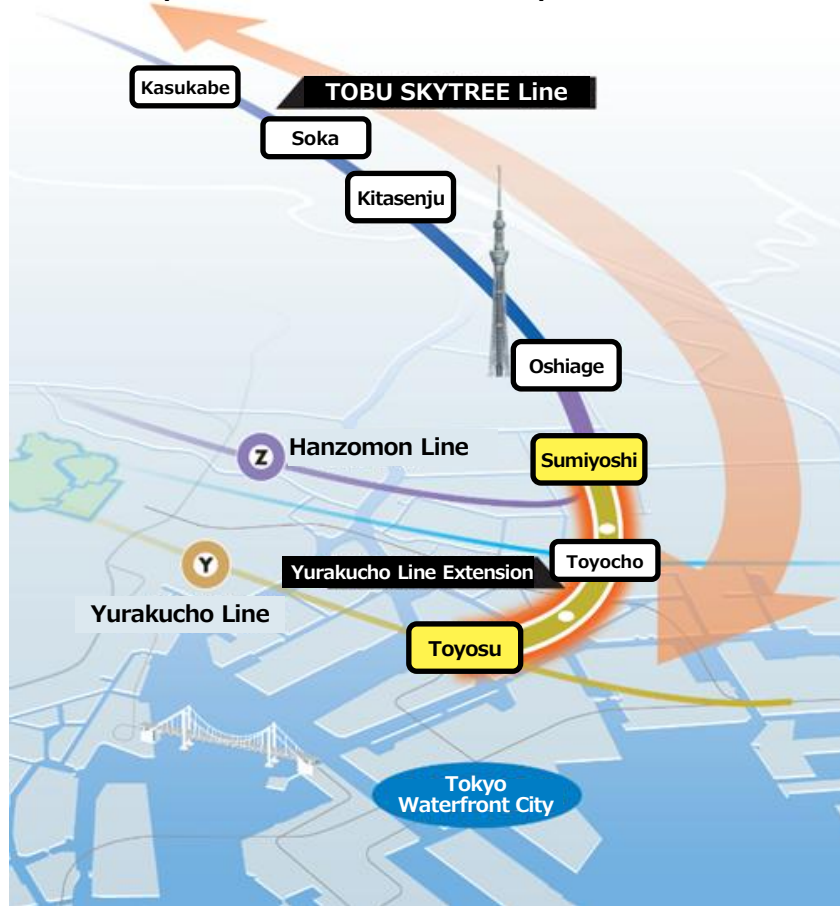 Kasukabe
TOBU SKYTREE Line
Soka
Kitasenju
Oshiage
Z
Hanzomon Line
Sumiyoshi
Y
Yurakucho Line Extension
Toyocho
Yurakucho Line
Toyosu
Tokyo
Waterfront City